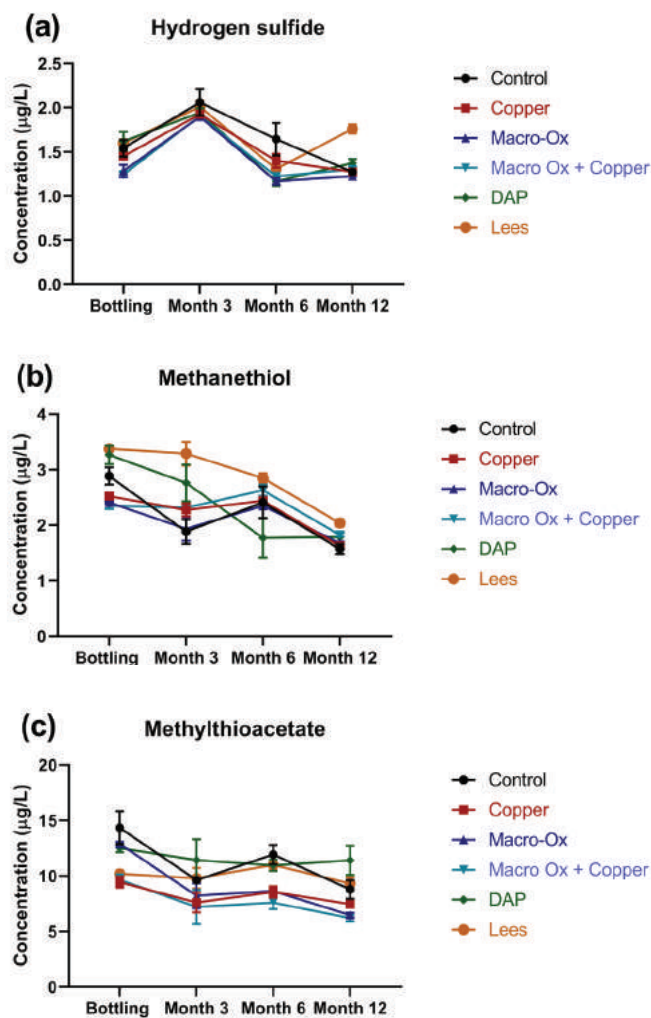 (a)
Hydrogen sulfide
Concentration (µg/L)
2.5
2.0
1.5
1.0
0.5
0.0
Bottling Month 3 Month 6 Month 12
Control
Copper
Macro-Ox
Macro Ox + Copper
DAP
Lees
(b)
Methanethiol
Concentration (µg/L)
4
3
2
1
0
Bottling Month 3 Month 6 Month 12
Control
Copper
Macro-Ox
Macro Ox + Copper
DAP
Lees
(c)
Methylthioacetate
Concentration (µg/L)
20
15
10
5
0
Bottling Month 3 Month 6 Month 12
Control
Copper
Macro-Ox
Macro Ox + Copper
DAP
Lees